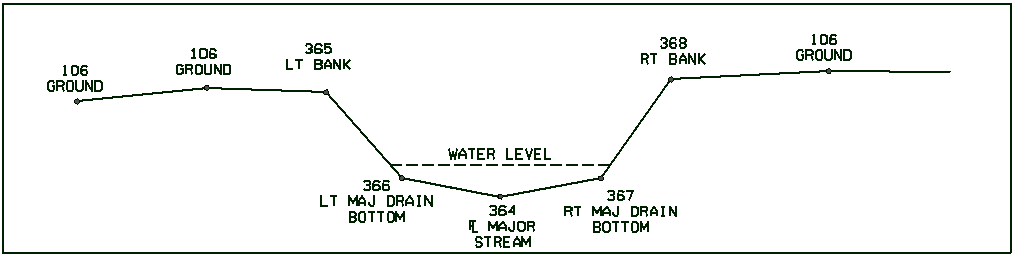 106
GROUND
106
GROUND
365
LT BANK
368
RT BANK
106
GROUND
WATER LEVEL
366
LT MAJ DRAIN
BOTTOM
364
℄ MAJOR
STREAM
367
RT MAJ DRAIN
BOTTOM